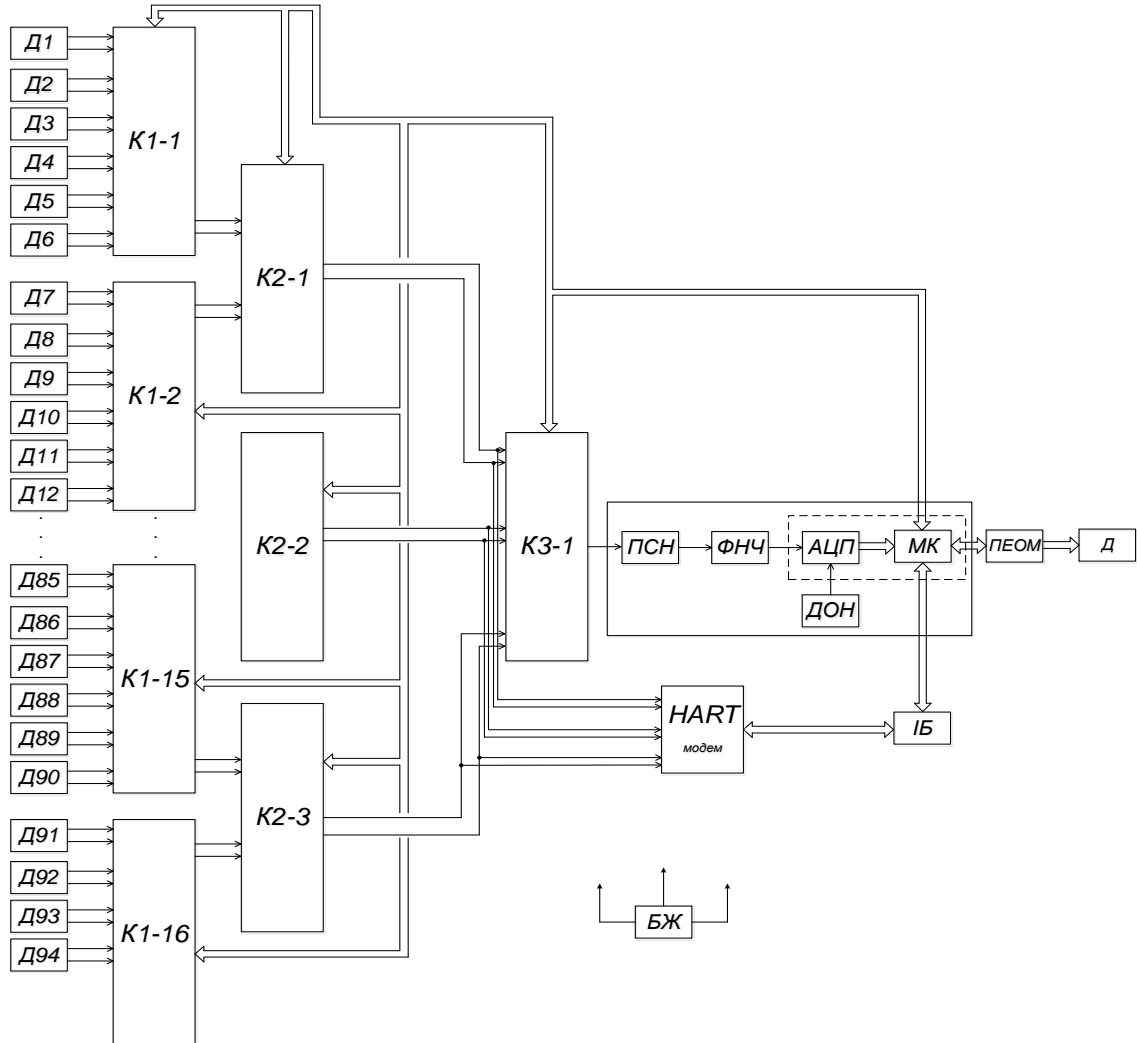 Д1
Д2
Д3
Д4
Д5
Д6
К1-1
Д7
Д8
Д9
Д10
Д11
Д12
К1-2
Д85
Д86
Д87
Д88
Д89
Д90
К1-15
Д91
Д92
Д93
Д94
К1-16
К2-1
К2-2
К2-3
К3-1
ПСН
ФНЧ
АЦП
МК
ДОН
ПЕОМ
Д
HART
модем
ІБ
БЖ